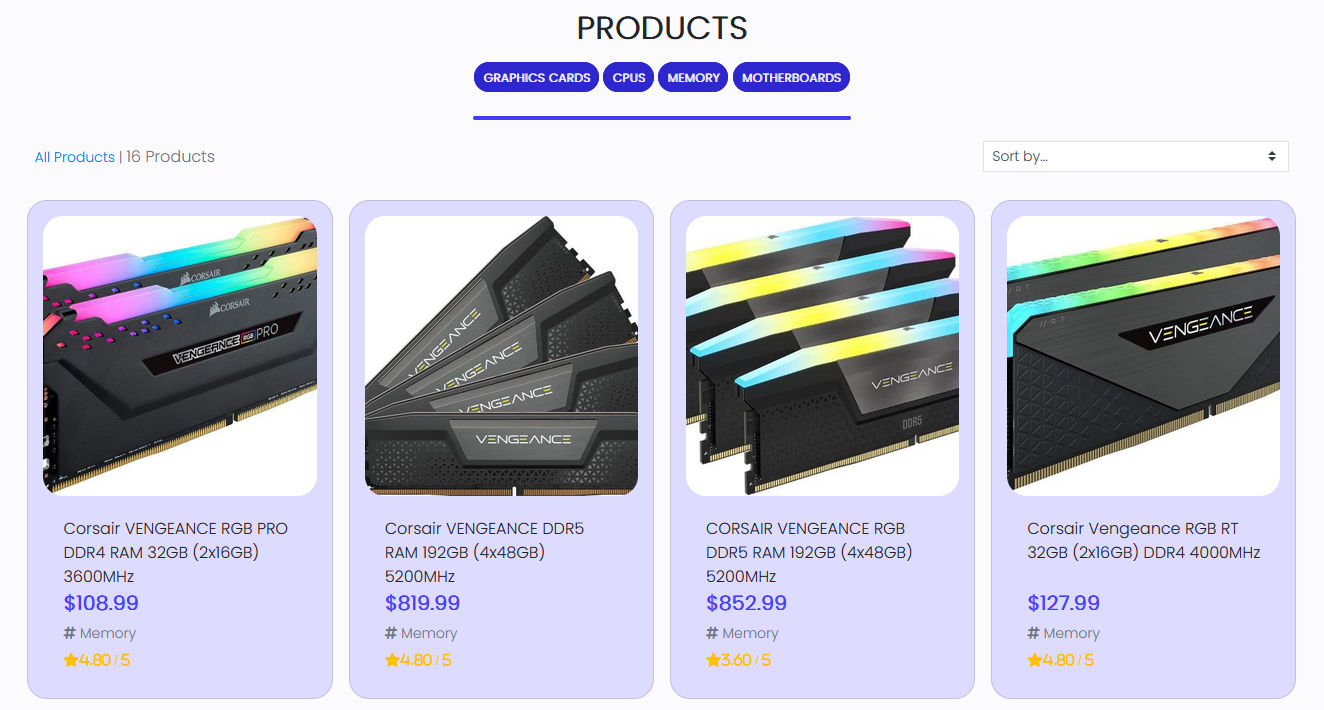 PRODUCTS
GRAPHICS CARDS CPUS MEMORY MOTHERBOARDS
All Products | 16 Products
Sort by...
CORSAIR
CORSAIR
VENGEANCE RGB PRO
VENGEANCE
VENGEANCE
VENGEANCE
VENGEANCE
VENGEANCE
DDR5
// RT
// RT
VENGEANCE
Corsair VENGEANCE RGB PRO
DDR4 RAM 32GB (2x16GB)
3600MHz
$108.99
# Memory
4.80 / 5
Corsair VENGEANCE DDR5
RAM 192GB (4x48GB)
5200MHz
$819.99
# Memory
4.80 / 5
CORSAIR VENGEANCE RGB
DDR5 RAM 192GB (4x48GB)
5200MHz
$852.99
# Memory
3.60 / 5
Corsair Vengeance RGB RT
32GB (2x16GB) DDR4 4000MHz
$127.99
# Memory
4.80 / 5